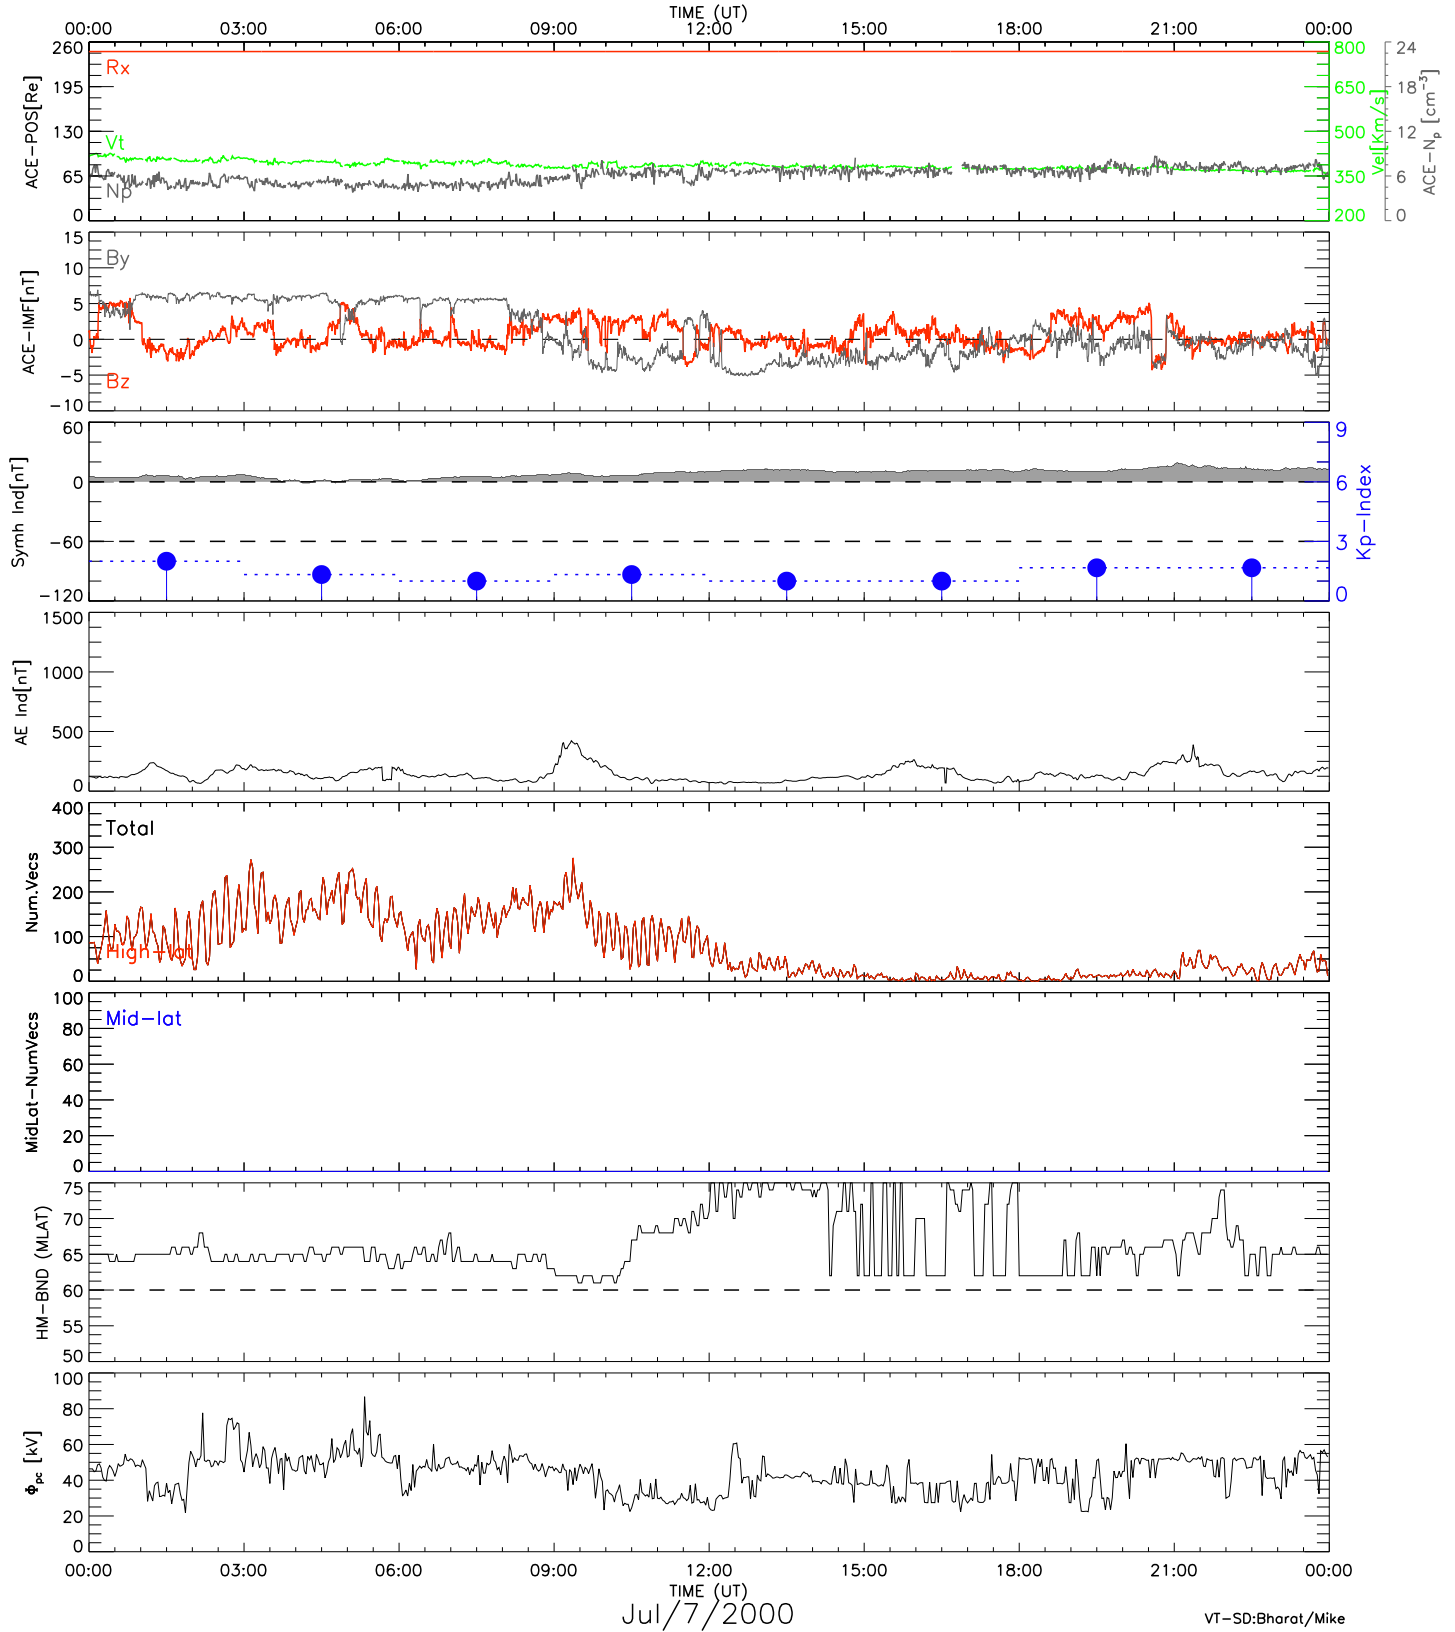 TIME (UT)
00:00 03:00 06:00 09:00 12:00 15:00 18:00 21:00 00:00
ACE-POS[Re]
260
195
130
65
0
Rx
Vt
Np
800
650
500
350
200
Vel[Km/s]
24
18
12
6
0
ACE-Np [cm-3]
ACE-IMF[nT]
15
10
5
0
-5
-10
By
Bz
Symh Ind[nT]
60
0
-60
-120
9
6
3
0
Kp-Index
AE Ind[nT]
1500
1000
500
0
Num.Vecs
400
300
200
100
0
Total
High-lat
MidLat-NumVecs
100
80
60
40
20
0
Mid-lat
HM-BND (MLAT)
75
70
65
60
55
50
Φpc [kV]
100
80
60
40
20
0
00:00 03:00 06:00 09:00 12:00 15:00 18:00 21:00 00:00
TIME (UT)
Jul/7/2000
VT-SD:Bharat/Mike